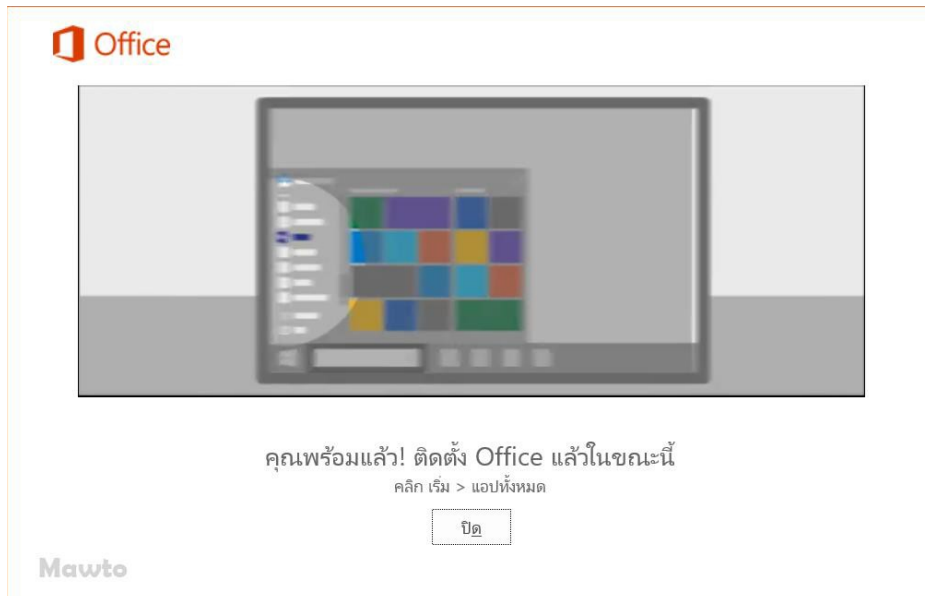 Office
คุณพร้อมแล้ว! ติดตั้ง Office แล้วในขณะนี้
คลิก เริ่ม > แอปทั้งหมด
ปิด
Mawto